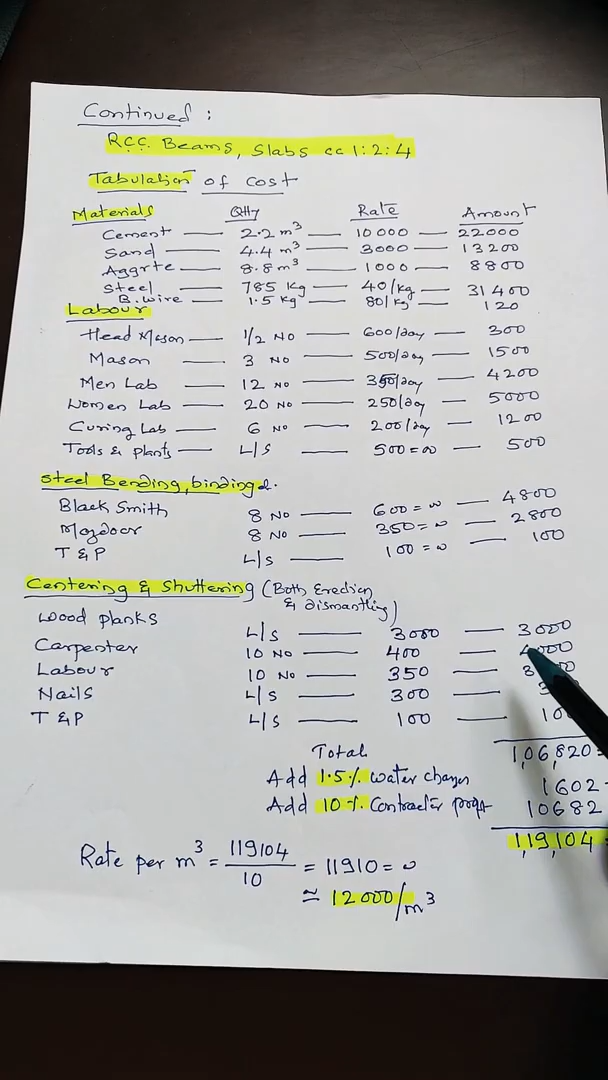 Continued :
R.C.C. Beams, Slabs cc 1:2:4
Tabulation of cost
Materials Qtty Rate Amount
Cement — 2.2 m³ — 10000 — 22000
Sand — 4.4 m³ — 3000 — 13200
Aggrte — 8.8 m³ — 1000 — 8800
Steel — 785 kg — 40/kg — 31400
B.wire — 1.5 kg — 80/kg — 120
Labour
Head Mason — 1/2 No — 600/day — 300
Mason — 3 No — 500/day — 1500
Men Lab — 12 No — 350/day — 4200
Women Lab — 20 No — 250/day — 5000
Curing Lab — 6 No — 200/day — 1200
Tools & plants — L/S 500=00 — 500
Steel Bending, binding
Black Smith 8 No — 600=00 — 4800
Mazdoor 8 No — 350=00 — 2800
T & P L/S — 100=00 — 100
Centering & Shuttering (Both Erection
& dismantling)
Wood planks L/S — 3000 — 3000
Carpenter 10 No — 400 — 4000
Labour 10 No — 350 —
Nails L/S — 300 —
T & P L/S — 100 —
Total 1,06,820=
Add 1.5% water charges 1602-
Add 10% Contractor 10682
1,19,104=
Rate per m³ = 119104/10 = 11910=00
≃ 12000/m³